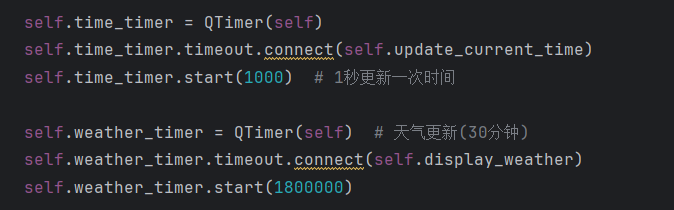 self.time_timer = QTimer(self)
self.time_timer.timeout.connect(self.update_current_time)
self.time_timer.start(1000)  # 1秒更新一次时间
self.weather_timer = QTimer(self)  # 天气更新(30分钟)
self.weather_timer.timeout.connect(self.display_weather)
self.weather_timer.start(1800000)